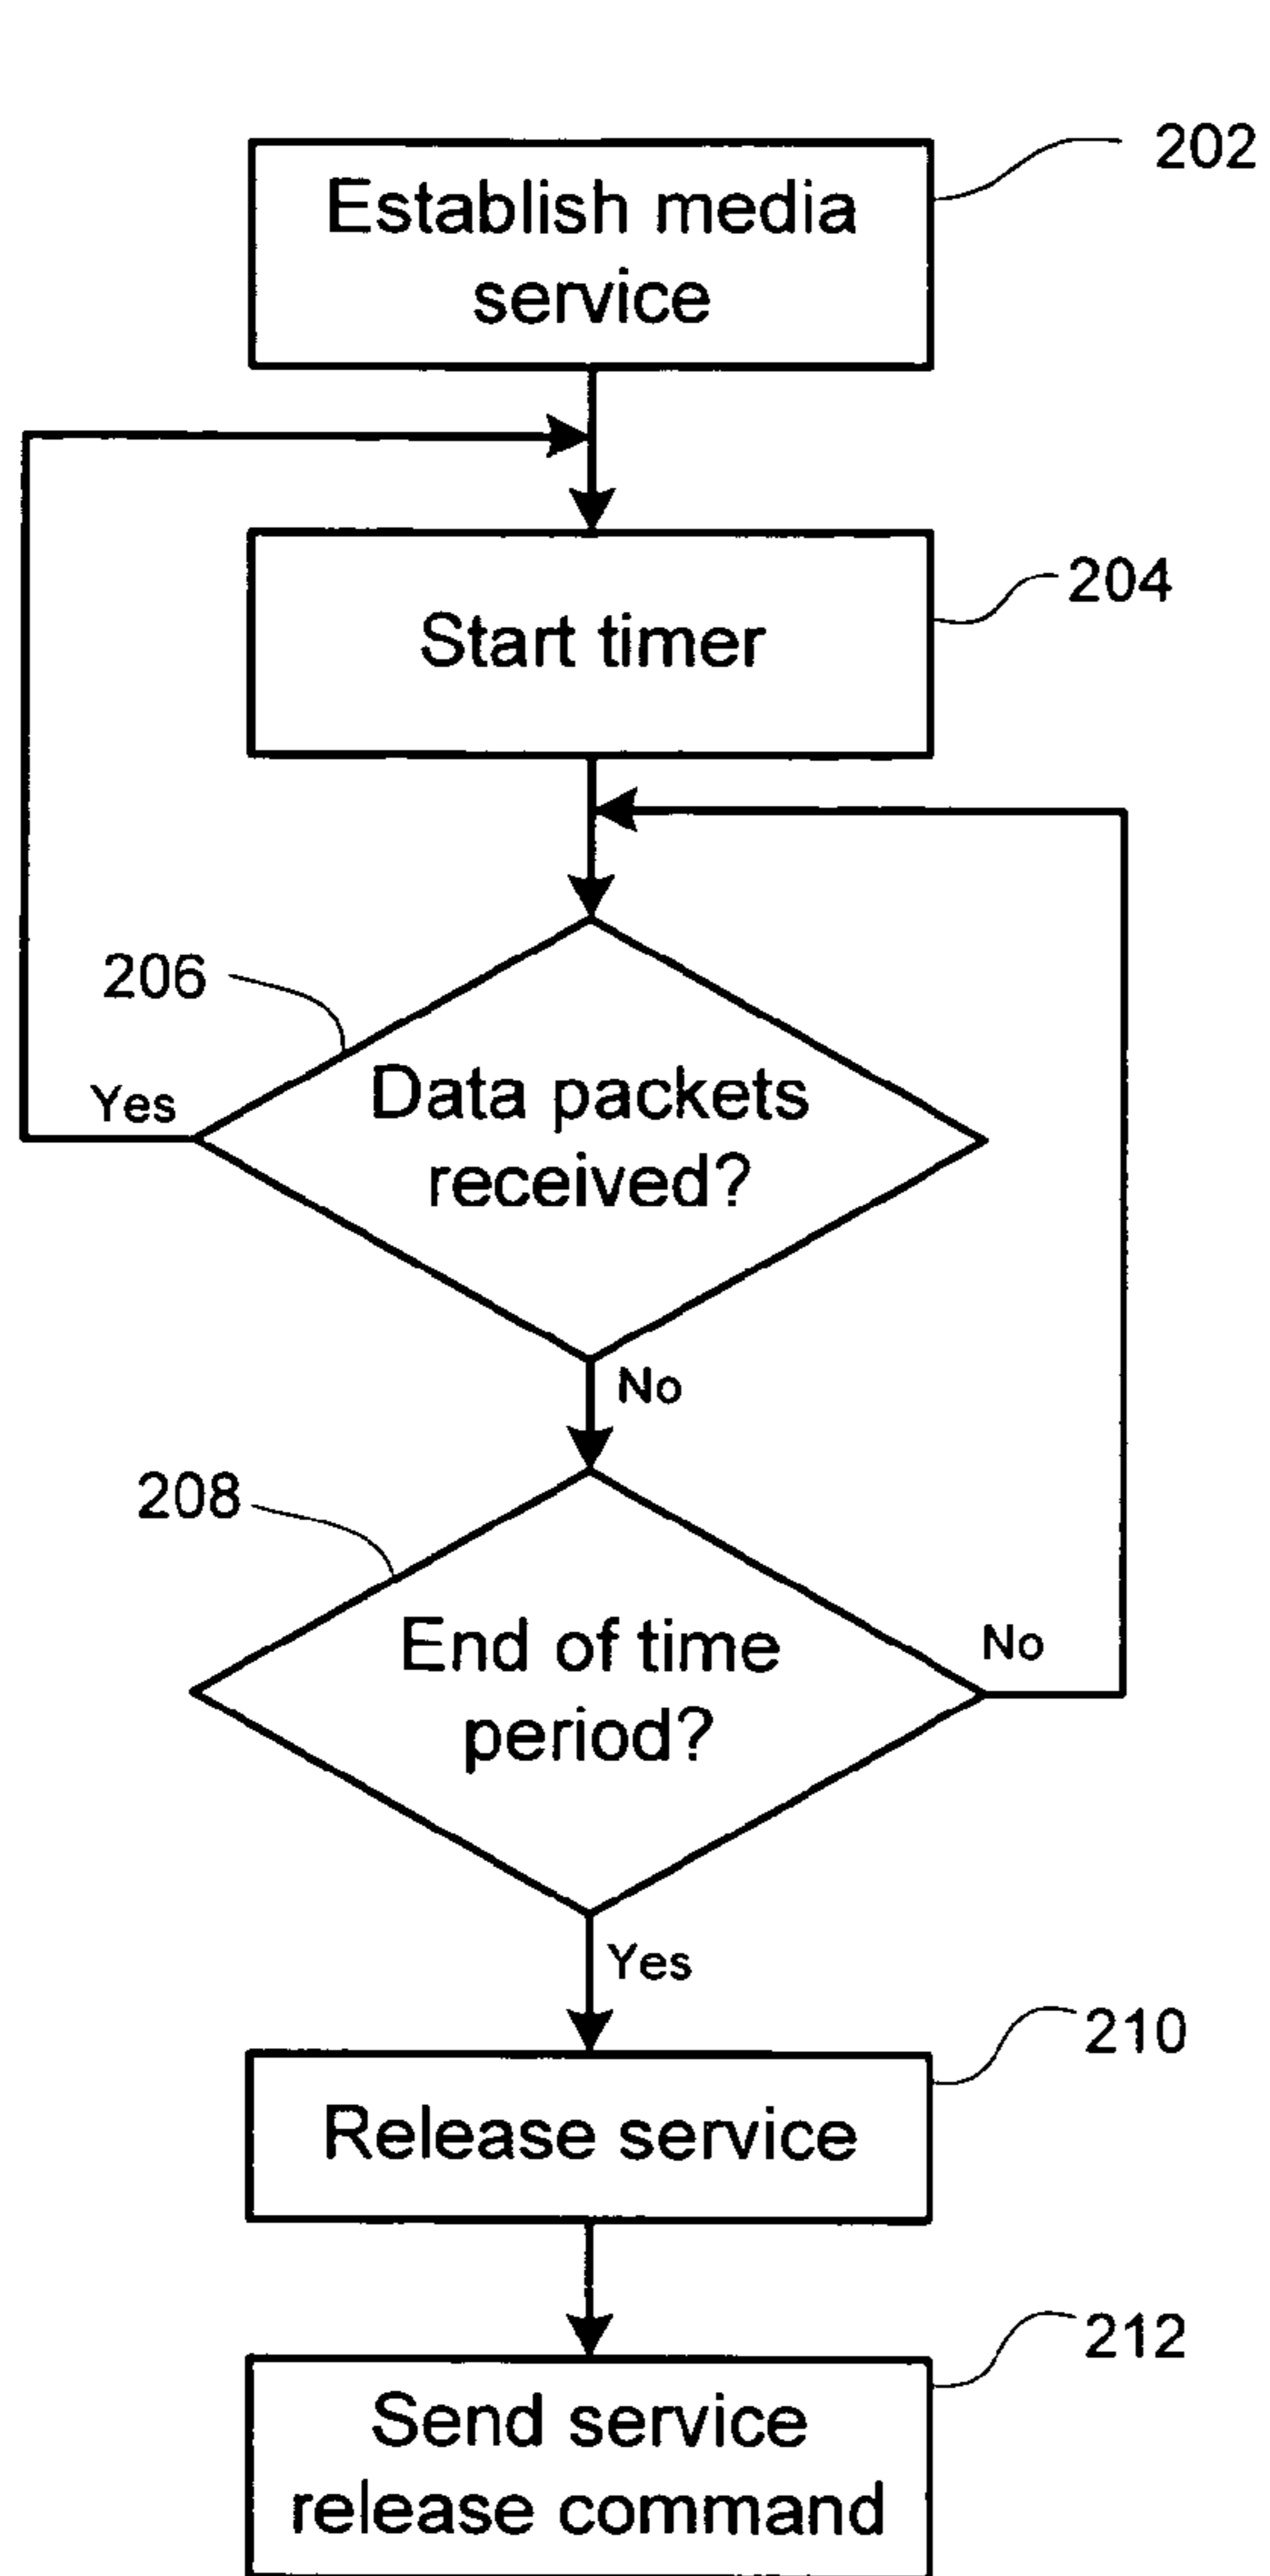 202
Establish media
service
204
Start timer
206
Yes
Data packets
received?
No
208
End of time
period?
No
Yes
210
Release service
212
Send service
release command